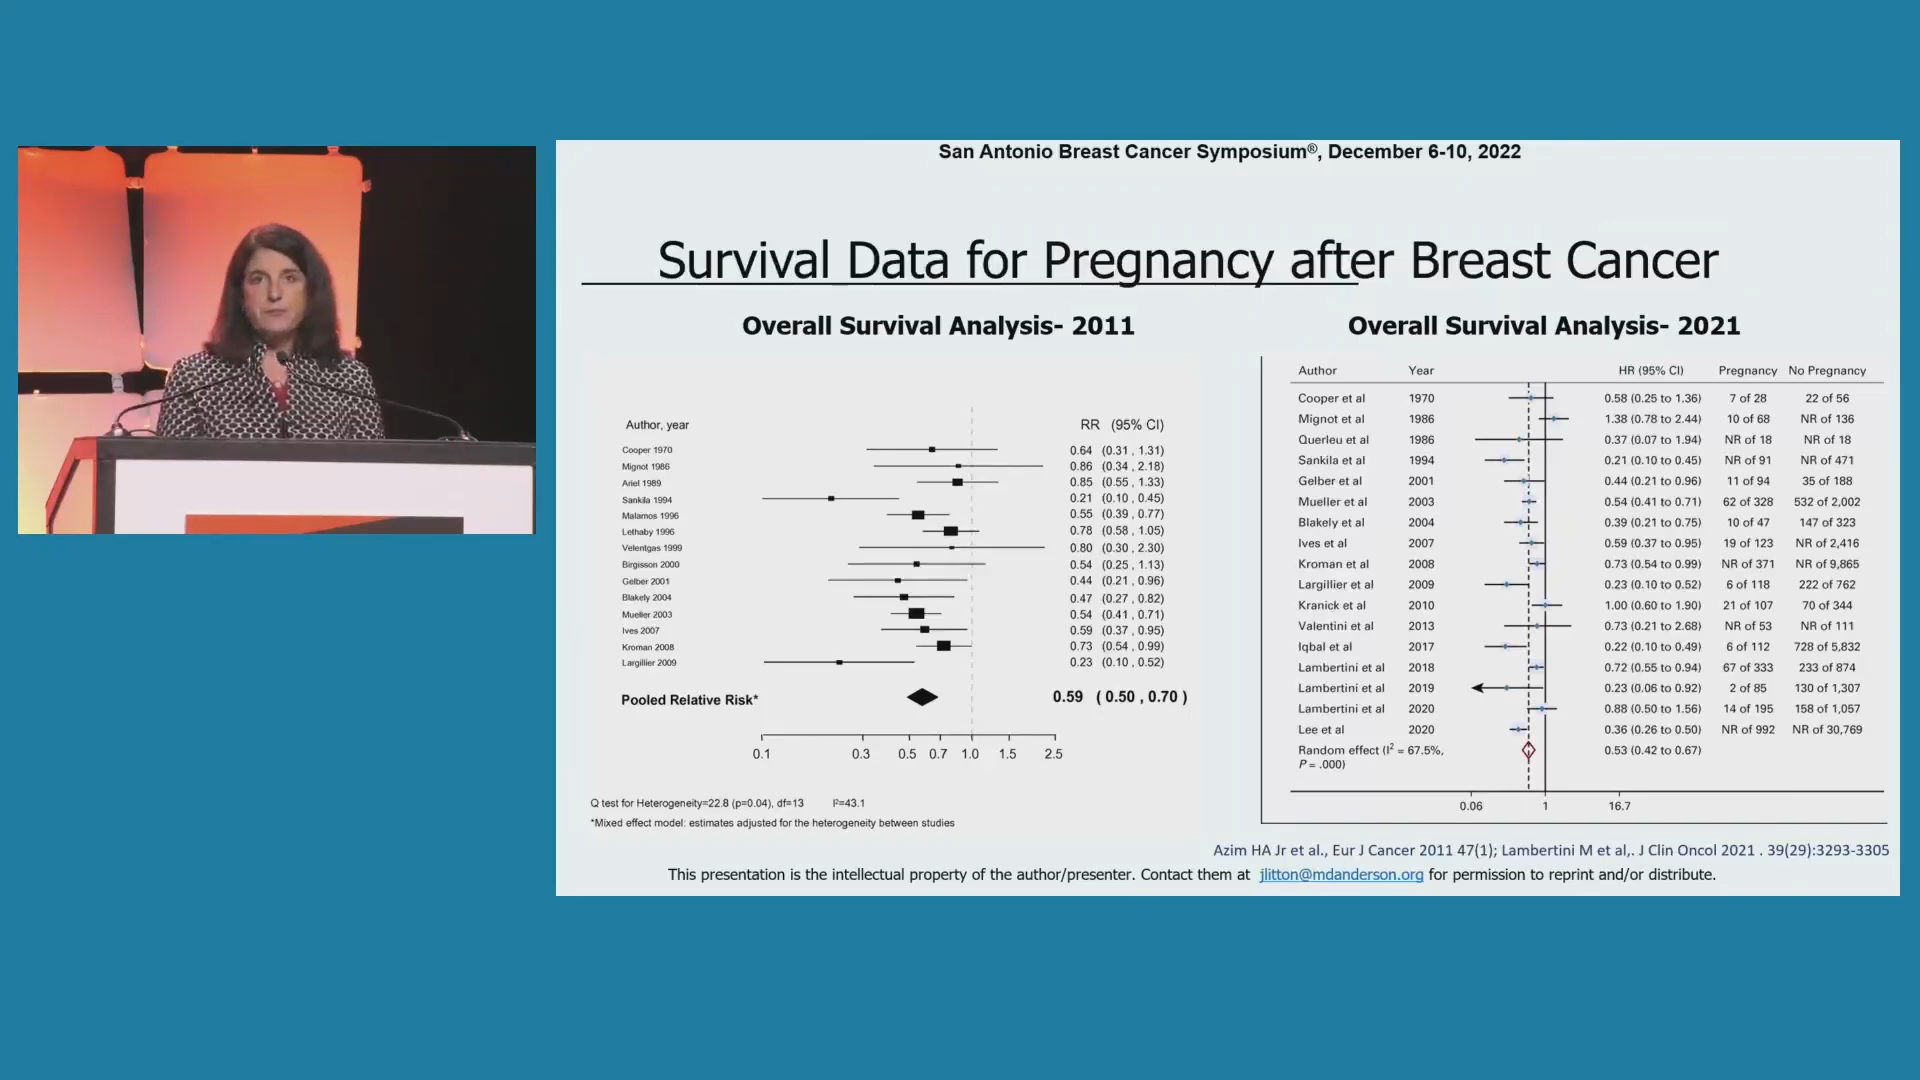 San Antonio Breast Cancer Symposium®, December 6-10, 2022
Survival Data for Pregnancy after Breast Cancer
Overall Survival Analysis- 2011
Author, year RR (95% CI)
Cooper 1970 0.64 (0.31 , 1.31)
Mignot 1986 0.86 (0.34 , 2.18)
Ariel 1989 0.85 (0.55 , 1.33)
Sankila 1994 0.21 (0.10 , 0.45)
Malamos 1996 0.55 (0.39 , 0.77)
Lethaby 1996 0.78 (0.58 , 1.05)
Velentgas 1999 0.80 (0.30 , 2.30)
Birgisson 2000 0.54 (0.25 , 1.13)
Gelber 2001 0.44 (0.21 , 0.96)
Blakely 2004 0.47 (0.27 , 0.82)
Mueller 2003 0.54 (0.41 , 0.71)
Ives 2007 0.59 (0.37 , 0.95)
Kroman 2008 0.73 (0.54 , 0.99)
Largillier 2009 0.23 (0.10 , 0.52)
Pooled Relative Risk* 0.59 ( 0.50 , 0.70 )
0.1 0.3 0.5 0.7 1.0 1.5 2.5
Q test for Heterogeneity=22.8 (p=0.04), df=13 I²=43.1
*Mixed effect model: estimates adjusted for the heterogeneity between studies
Overall Survival Analysis- 2021
Author Year HR (95% CI) Pregnancy No Pregnancy
Cooper et al 1970 0.58 (0.25 to 1.36) 7 of 28 22 of 56
Mignot et al 1986 1.38 (0.78 to 2.44) 10 of 68 NR of 136
Querleu et al 1986 0.37 (0.07 to 1.94) NR of 18 NR of 18
Sankila et al 1994 0.21 (0.10 to 0.45) NR of 91 NR of 471
Gelber et al 2001 0.44 (0.21 to 0.96) 11 of 94 35 of 188
Mueller et al 2003 0.54 (0.41 to 0.71) 62 of 328 532 of 2,002
Blakely et al 2004 0.39 (0.21 to 0.75) 10 of 47 147 of 323
Ives et al 2007 0.59 (0.37 to 0.95) 19 of 123 NR of 2,416
Kroman et al 2008 0.73 (0.54 to 0.99) NR of 371 NR of 9,865
Largillier et al 2009 0.23 (0.10 to 0.52) 6 of 118 222 of 762
Kranick et al 2010 1.00 (0.60 to 1.90) 21 of 107 70 of 344
Valentini et al 2013 0.73 (0.21 to 2.68) NR of 53 NR of 111
Iqbal et al 2017 0.22 (0.10 to 0.49) 6 of 112 728 of 5,832
Lambertini et al 2018 0.72 (0.55 to 0.94) 67 of 333 233 of 874
Lambertini et al 2019 0.23 (0.06 to 0.92) 2 of 85 130 of 1,307
Lambertini et al 2020 0.88 (0.50 to 1.56) 14 of 195 158 of 1,057
Lee et al 2020 0.36 (0.26 to 0.50) NR of 992 NR of 30,769
Random effect (I² = 67.5%, 0.53 (0.42 to 0.67)
P = .000)
0.06 1 16.7
Azim HA Jr et al., Eur J Cancer 2011 47(1); Lambertini M et al,. J Clin Oncol 2021 . 39(29):3293-3305
This presentation is the intellectual property of the author/presenter. Contact them at jlitton@mdanderson.org for permission to reprint and/or distribute.